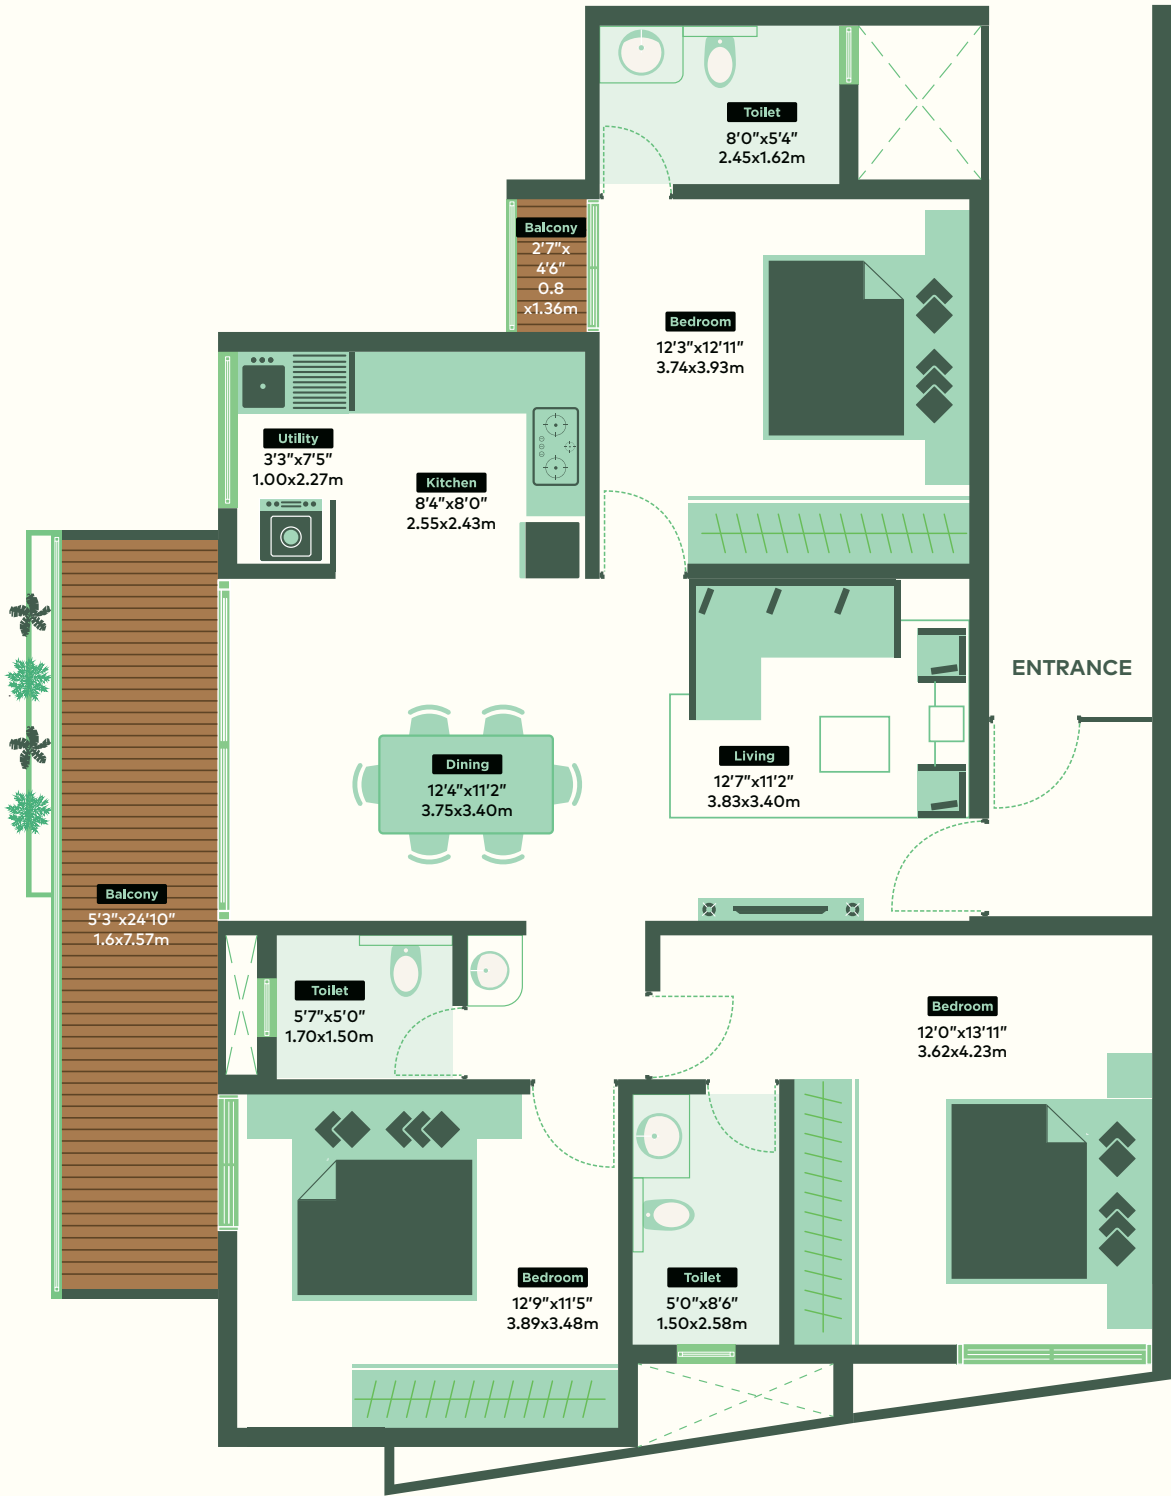 Toilet
8'0"x5'4"
2.45x1.62m
Balcony
2'7"x
4'6"
0.8
x1.36m
Bedroom
12'3"x12'11"
3.74x3.93m
Utility
3'3"x7'5"
1.00x2.27m
Kitchen
8'4"x8'0"
2.55x2.43m
ENTRANCE
Living
12'7"x11'2"
3.83x3.40m
Dining
12'4"x11'2"
3.75x3.40m
Balcony
5'3"x24'10"
1.6x7.57m
Toilet
5'7"x5'0"
1.70x1.50m
Bedroom
12'0"x13'11"
3.62x4.23m
Bedroom
12'9"x11'5"
3.89x3.48m
Toilet
5'0"x8'6"
1.50x2.58m